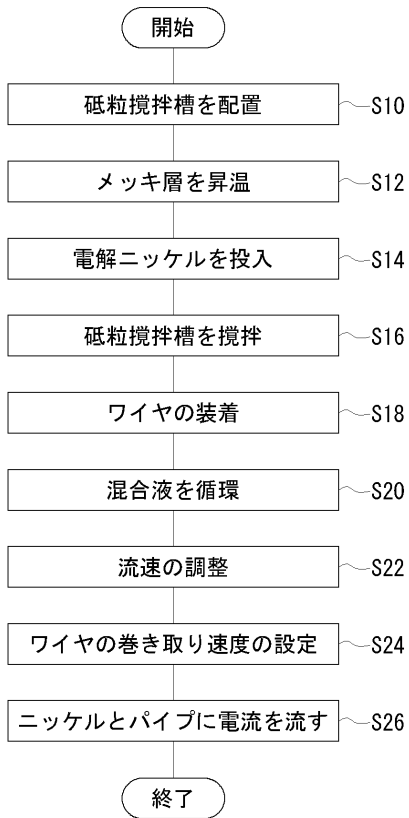 開始
砥粒撹拌槽を配置 S10
メッキ層を昇温 S12
電解ニッケルを投入 S14
砥粒撹拌槽を撹拌 S16
ワイヤの装着 S18
混合液を循環 S20
流速の調整 S22
ワイヤの巻き取り速度の設定 S24
ニッケルとパイプに電流を流す S26
終了